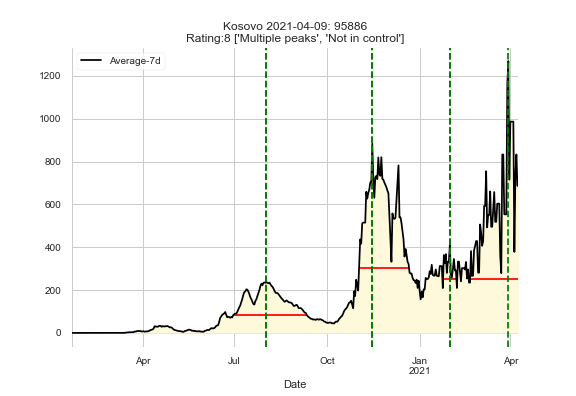 Kosovo 2021-04-09: 95886
Rating:8 ['Multiple peaks', 'Not in control']
Average-7d
1200
1000
800
600
400
200
0
Apr
Jul
Oct
Jan
2021
Apr
Date